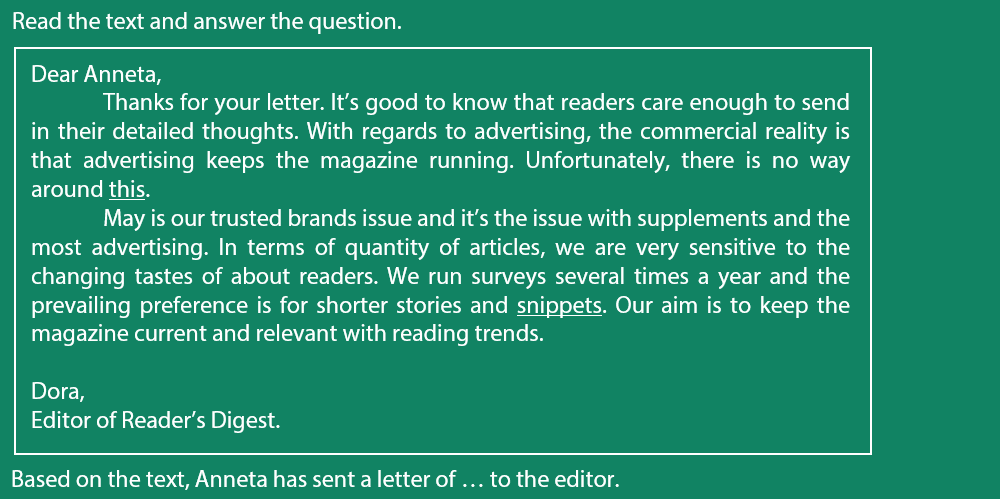 Read the text and answer the question.
Dear Anneta,
Thanks for your letter. It’s good to know that readers care enough to send
in their detailed thoughts. With regards to advertising, the commercial reality is
that advertising keeps the magazine running. Unfortunately, there is no way
around this.
May is our trusted brands issue and it’s the issue with supplements and the
most advertising. In terms of quantity of articles, we are very sensitive to the
changing tastes of about readers. We run surveys several times a year and the
prevailing preference is for shorter stories and snippets. Our aim is to keep the
magazine current and relevant with reading trends.
Dora,
Editor of Reader’s Digest.
Based on the text, Anneta has sent a letter of … to the editor.